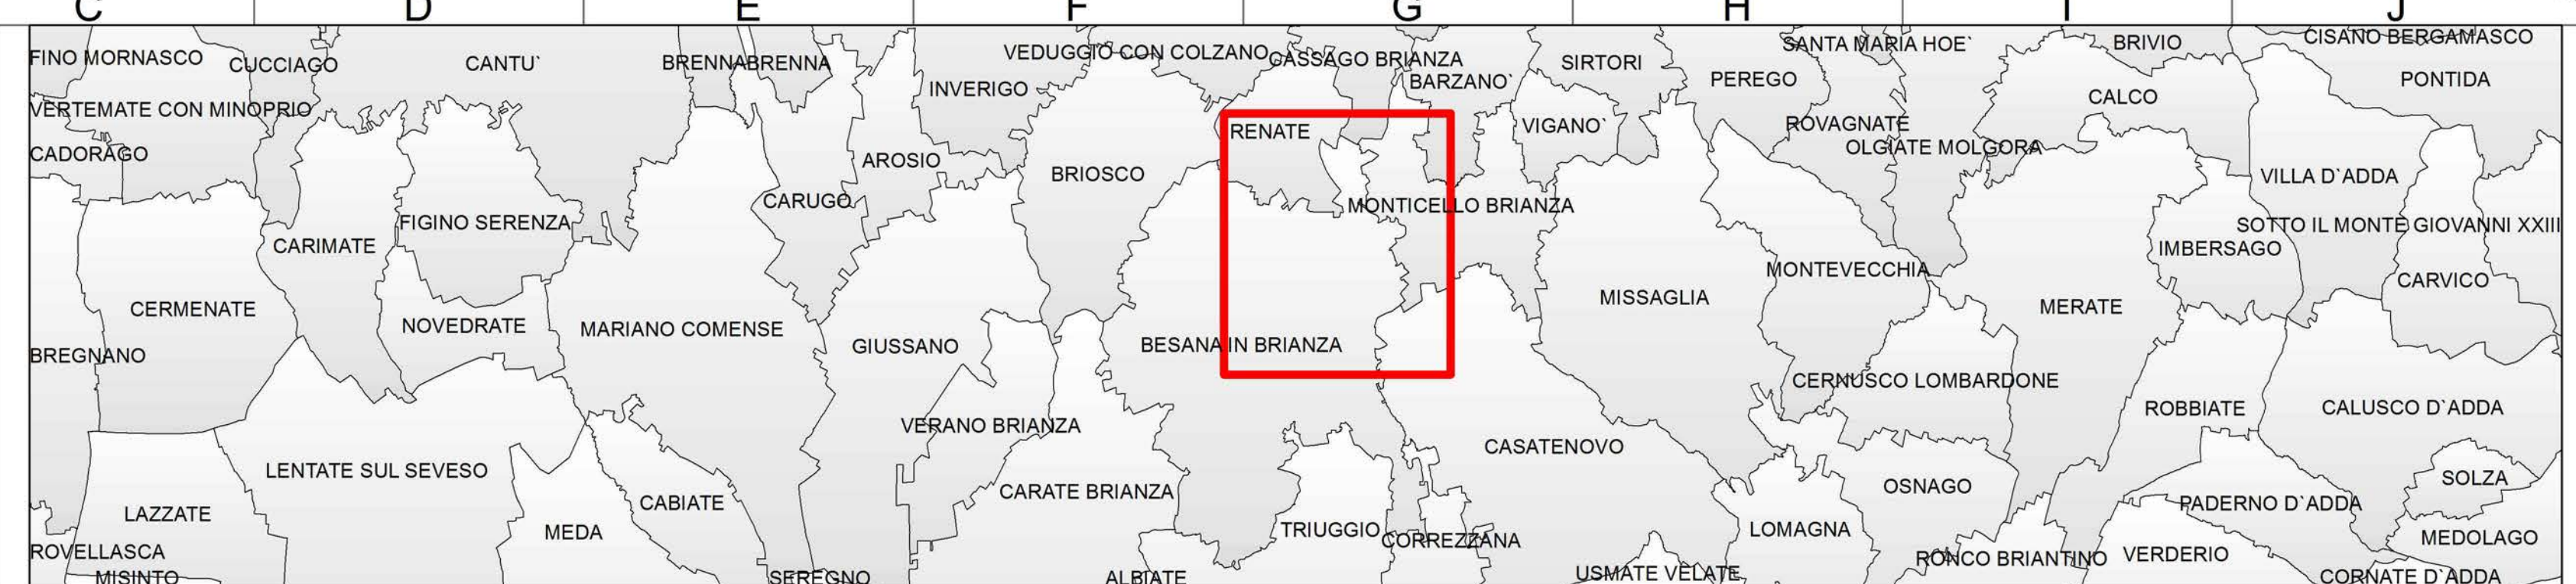 C D E F G H I J
FINO MORNASCO
CUCCIAGO
CANTU`
BRENNA
BRENNA
INVERIGO
VEDUGGIO CON COLZANO
CASSAGO BRIANZA
BARZANO`
SIRTORI
PEREGO
SANTA MARIA HOE`
BRIVIO
CISANO BERGAMASCO
PONTIDA
VERTEMATE CON MINOPRIO
CALCO
CADORAGO
AROSIO
BRIOSCO
RENATE
VIGANO`
ROVAGNATE
OLGIATE MOLGORA
VILLA D`ADDA
FIGINO SERENZA
CARUGO
MONTICELLO BRIANZA
SOTTO IL MONTE GIOVANNI XXIII
CARIMATE
IMBERSAGO
MONTEVECCHIA
CARVICO
CERMENATE
NOVEDRATE
MARIANO COMENSE
GIUSSANO
BESANA IN BRIANZA
MISSAGLIA
MERATE
BREGNANO
CERNUSCO LOMBARDONE
ROBBIATE
CALUSCO D`ADDA
VERANO BRIANZA
CASATENOVO
LENTATE SUL SEVESO
CABIATE
CARATE BRIANZA
OSNAGO
SOLZA
PADERNO D`ADDA
LAZZATE
MEDA
TRIUGGIO
CORREZZANA
LOMAGNA
MEDOLAGO
ROVELLASCA
RONCO BRIANTINO
VERDERIO
MISINTO
SEREGNO
ALBIATE
USMATE VELATE
CORNATE D`ADDA